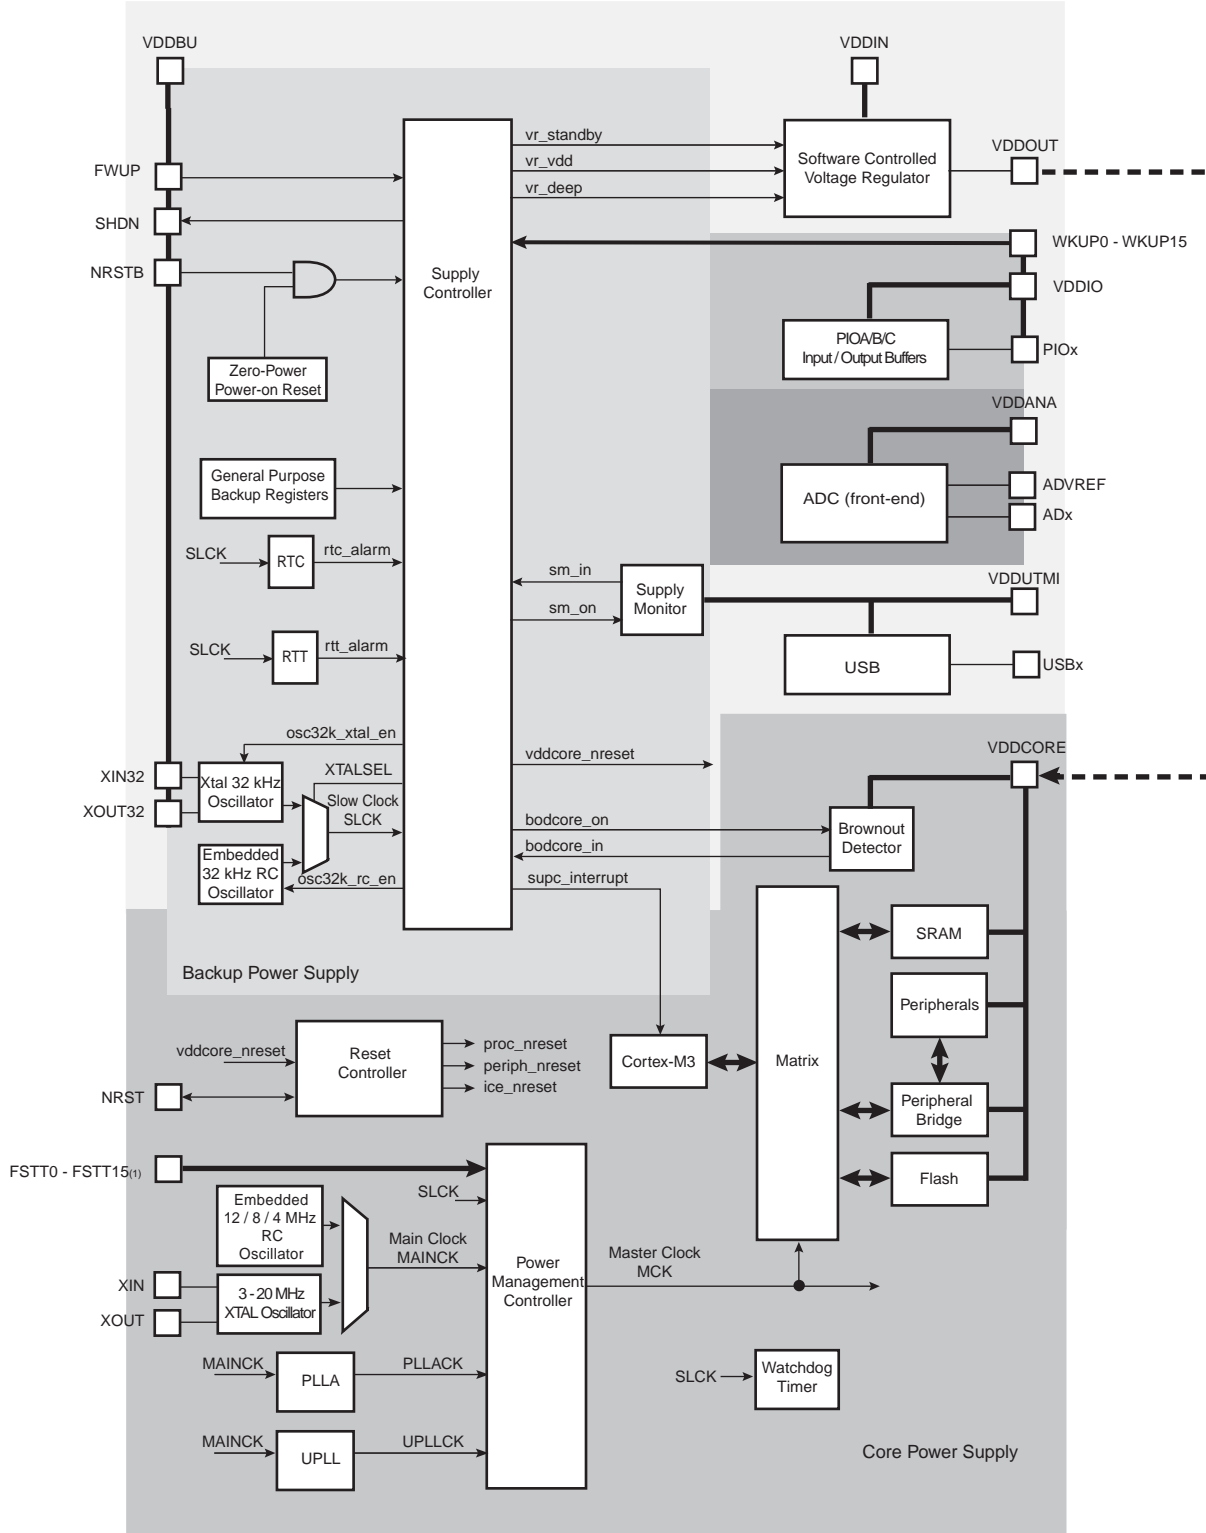 VDDBU
VDDIN
FWUP
SHDN
NRSTB
vr_standby
vr_vdd
vr_deep
Software Controlled
Voltage Regulator
VDDOUT
WKUP0 - WKUP15
VDDIO
Supply
Controller
PIOA/B/C
Input / Output Buffers
PIOx
Zero-Power
Power-on Reset
VDDANA
General Purpose
Backup Registers
ADC (front-end)
ADVREF
ADx
SLCK
RTC
rtc_alarm
sm_in
sm_on
Supply
Monitor
VDDUTMI
SLCK
RTT
rtt_alarm
USB
USBx
osc32k_xtal_en
vddcore_nreset
VDDCORE
XIN32
XOUT32
Xtal 32 kHz
Oscillator
XTALSEL
Slow Clock
SLCK
bodcore_on
bodcore_in
Brownout
Detector
Embedded
32 kHz RC
Oscillator
osc32k_rc_en
supc_interrupt
SRAM
Backup Power Supply
Peripherals
vddcore_nreset
Reset
Controller
proc_nreset
periph_nreset
ice_nreset
Cortex-M3
Matrix
NRST
Peripheral
Bridge
FSTT0 - FSTT15(1)
SLCK
Flash
Embedded
12 / 8 / 4 MHz
RC
Oscillator
Main Clock
MAINCK
Power
Management
Controller
Master Clock
MCK
XIN
XOUT
3 - 20 MHz
XTAL Oscillator
MAINCK
PLLA
PLLACK
SLCK
Watchdog
Timer
MAINCK
UPLL
UPLLCK
Core Power Supply